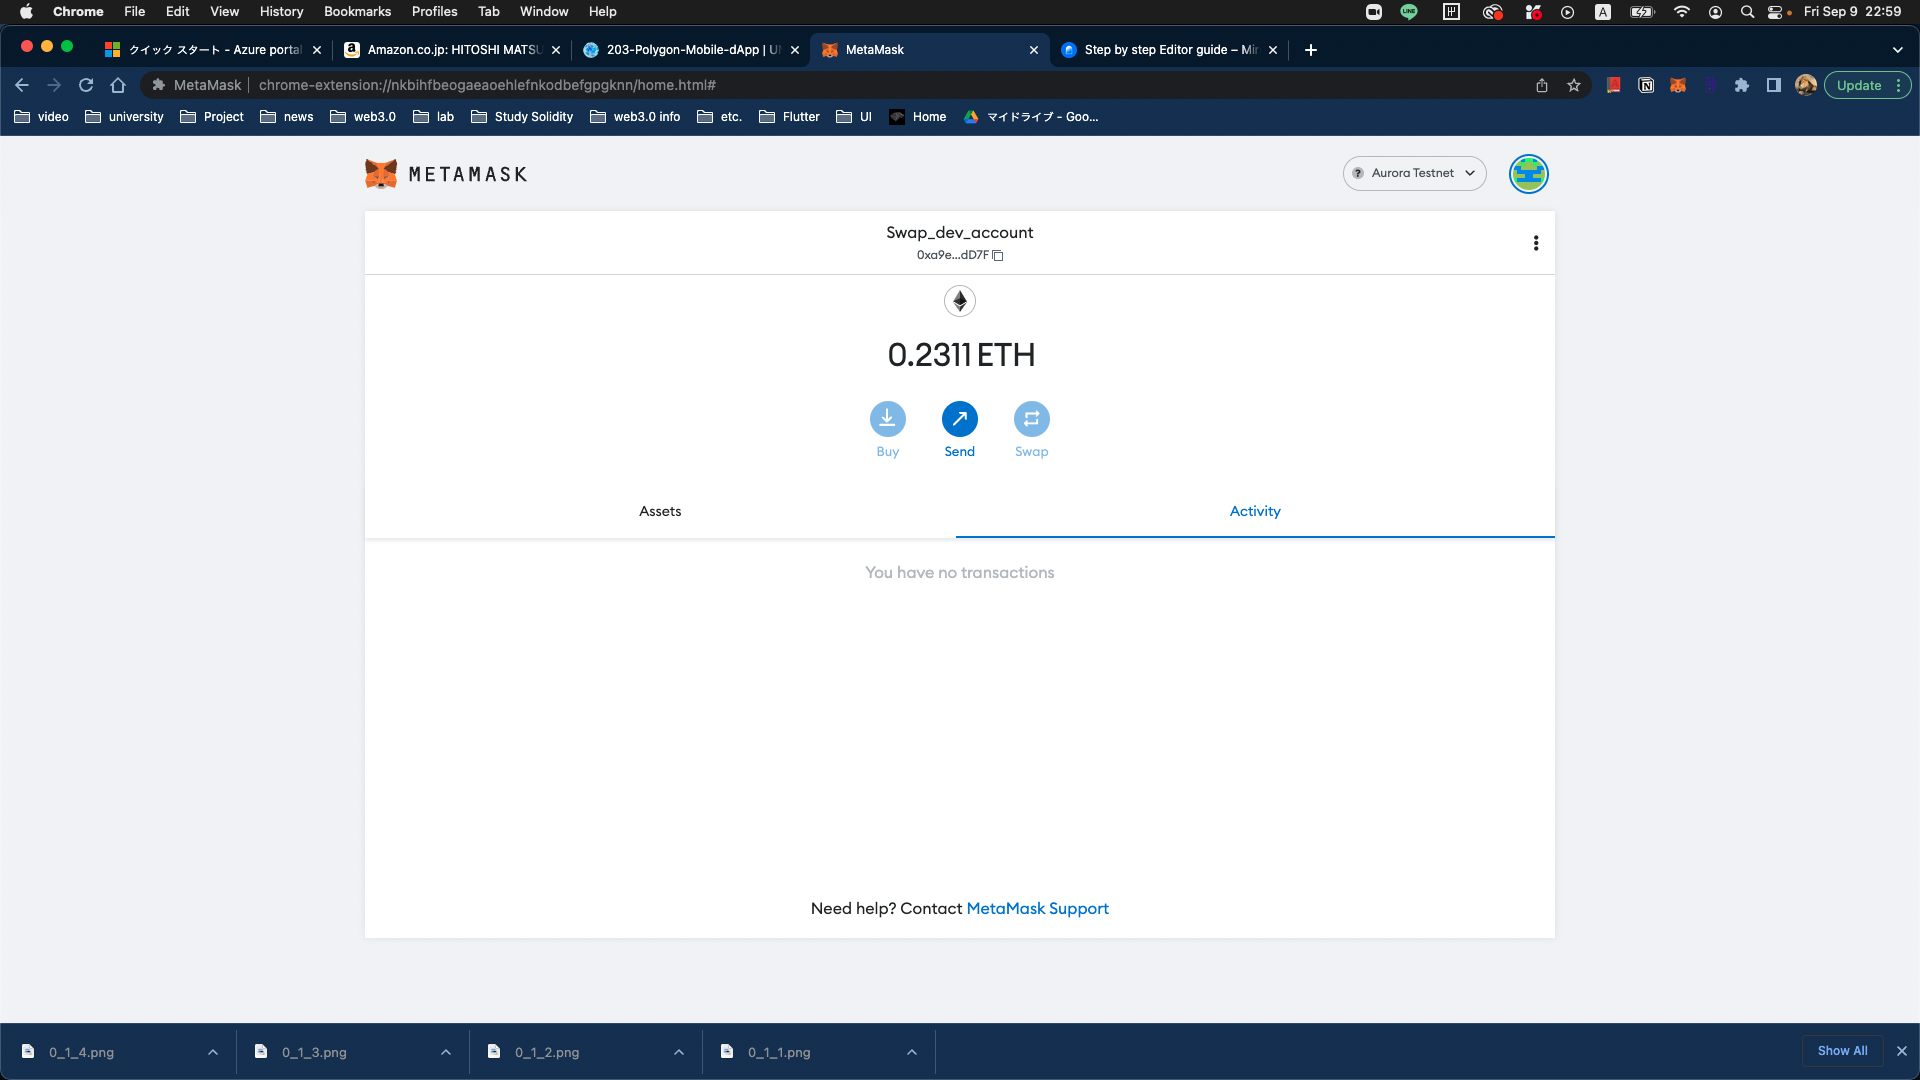 Chrome File Edit View History Bookmarks Profiles Tab Window Help LINE A Fri Sep 9 22:59
クイック スタート - Azure portal Amazon.co.jp: HITOSHI MATSU 203-Polygon-Mobile-dApp | UN MetaMask Step by step Editor guide – Mir
MetaMask chrome-extension://nkbihfbeogaeaoehlefnkodbefgpgknn/home.html# Update
video university Project news web3.0 lab Study Solidity web3.0 info etc. Flutter UI Home マイドライブ - Goo...
METAMASK
Aurora Testnet
Swap_dev_account
0xa9e...dD7F
0.2311 ETH
Buy Send Swap
Assets Activity
You have no transactions
Need help? Contact MetaMask Support
0_1_4.png 0_1_3.png 0_1_2.png 0_1_1.png Show All